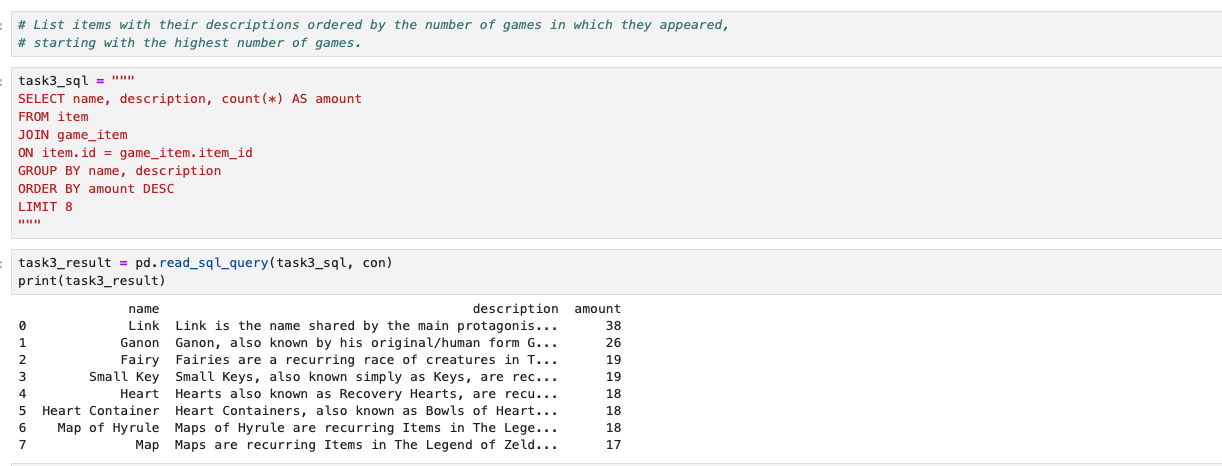 # List items with their descriptions ordered by the number of games in which they appeared,
# starting with the highest number of games.
task3_sql = """
SELECT name, description, count(*) AS amount
FROM item
JOIN game_item
ON item.id = game_item.item_id
GROUP BY name, description
ORDER BY amount DESC
LIMIT 8
"""
task3_result = pd.read_sql_query(task3_sql, con)
print(task3_result)
name description amount
0 Link Link is the name shared by the main protagonis... 38
1 Ganon Ganon, also known by his original/human form G... 26
2 Fairy Fairies are a recurring race of creatures in T... 19
3 Small Key Small Keys, also known simply as Keys, are rec... 19
4 Heart Hearts also known as Recovery Hearts, are recu... 18
5 Heart Container Heart Containers, also known as Bowls of Heart... 18
6 Map of Hyrule Maps of Hyrule are recurring Items in The Lege... 18
7 Map Maps are recurring Items in The Legend of Zeld... 17